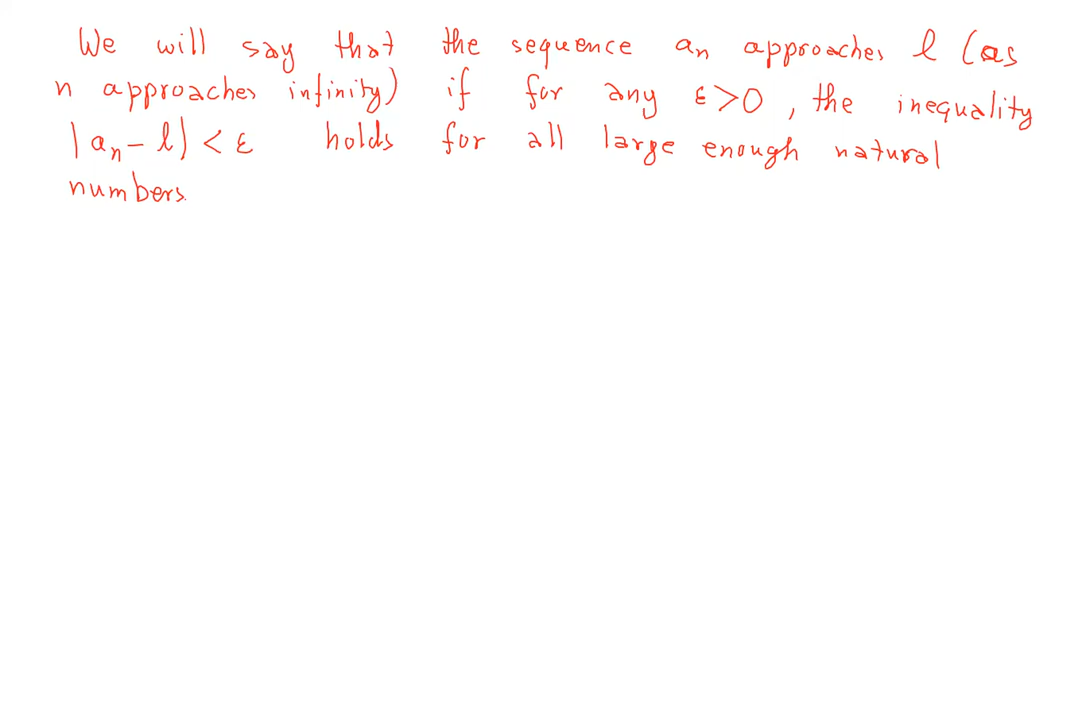 We will say that the sequence an approaches l (as
n approaches infinity) if for any ε>0, the inequality
|aₙ - l| < ε holds for all large enough natural
numbers.